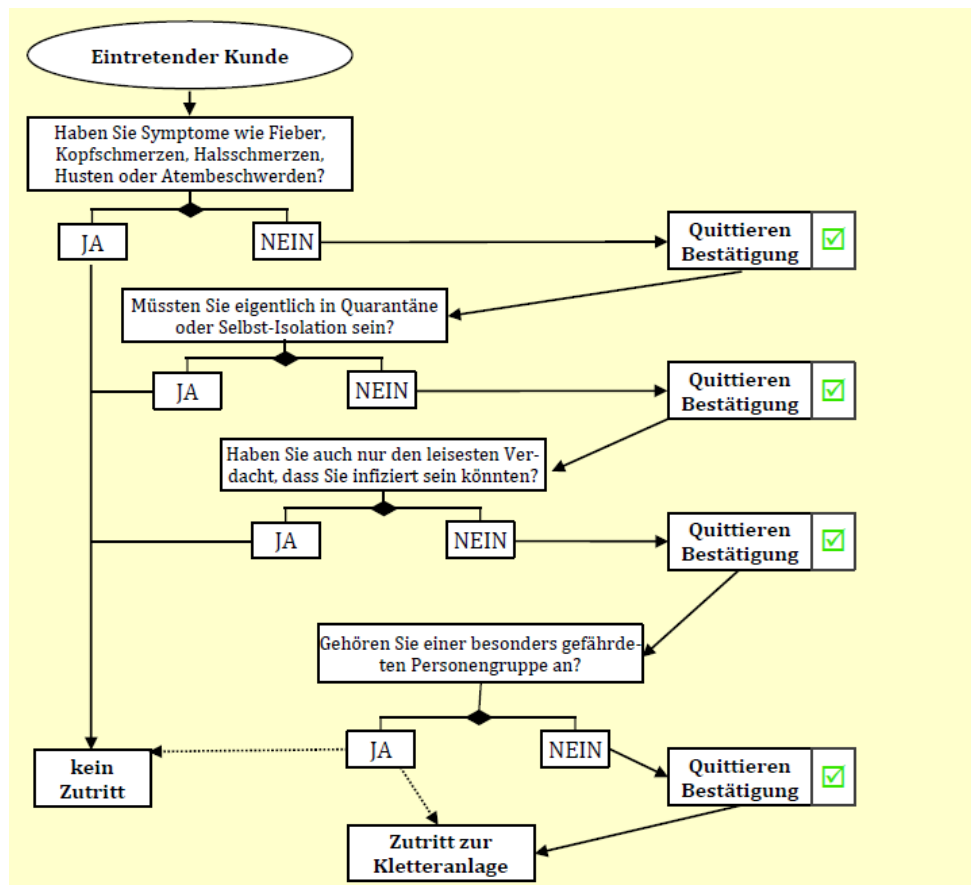 Eintretender Kunde
Haben Sie Symptome wie Fieber,
Kopfschmerzen, Halsschmerzen,
Husten oder Atembeschwerden?
JA
NEIN
Quittieren
Bestätigung
Müssten Sie eigentlich in Quarantäne
oder Selbst-Isolation sein?
JA
NEIN
Quittieren
Bestätigung
Haben Sie auch nur den leisesten Ver-
dacht, dass Sie infiziert sein könnten?
JA
NEIN
Quittieren
Bestätigung
Gehören Sie einer besonders gefährde-
ten Personengruppe an?
JA
NEIN
Quittieren
Bestätigung
kein
Zutritt
Zutritt zur
Kletteranlage